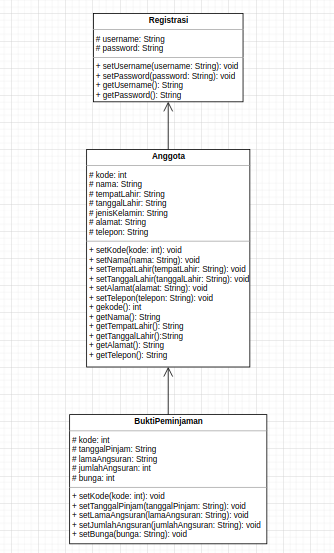 Registrasi
# username: String
# password: String
+ setUsername(username: String): void
+ setPassword(password: String): void
+ getUsername(): String
+ getPassword(): String
Anggota
# kode: int
# nama: String
# tempatLahir: String
# tanggalLahir: String
# jenisKelamin: String
# alamat: String
# telepon: String
+ setKode(kode: int): void
+ setNama(nama: String): void
+ setTempatLahir(tempatLahir: String): void
+ setTanggalLahir(tanggalLahir: String): void
+ setAlamat(alamat: String): void
+ setTelepon(telepon: String): void
+ gekode(): int
+ getNama(): String
+ getTempatLahir(): String
+ getTanggalLahir():String
+ getAlamat(): String
+ getTelepon(): String
BuktiPeminjaman
# kode: int
# tanggalPinjam: String
# lamaAngsuran: String
# jumlahAngsuran: int
# bunga: int
+ setKode(kode: int): void
+ setTanggalPinjam(tanggalPinjam: String): void
+ setLamaAngsuran(lamaAngsuran: String): void
+ setJumlahAngsuran(jumlahAngsuran: String): void
+ setBunga(bunga: String): void